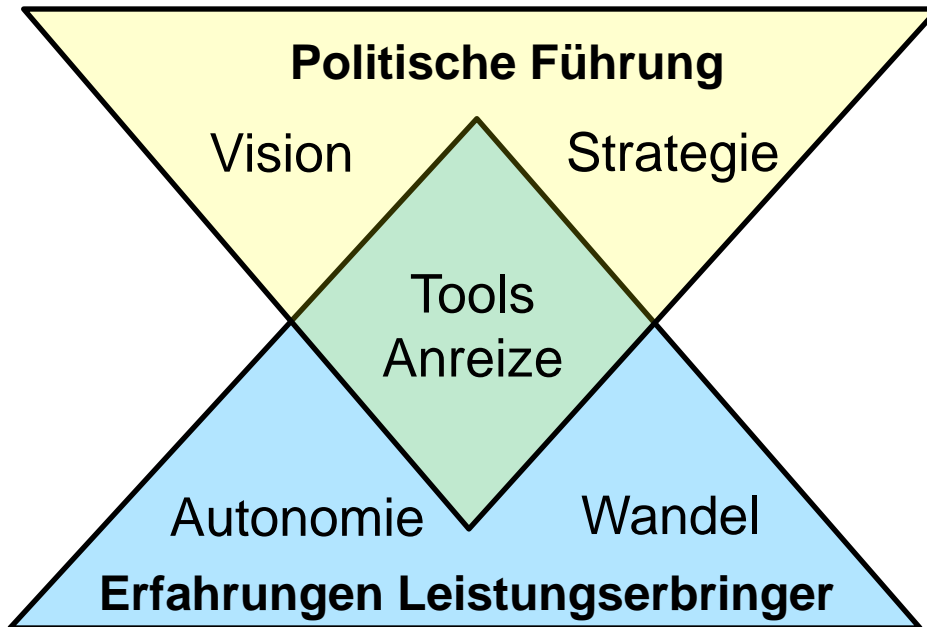 Politische Führung
Vision Strategie
Tools
Anreize
Autonomie Wandel
Erfahrungen Leistungserbringer